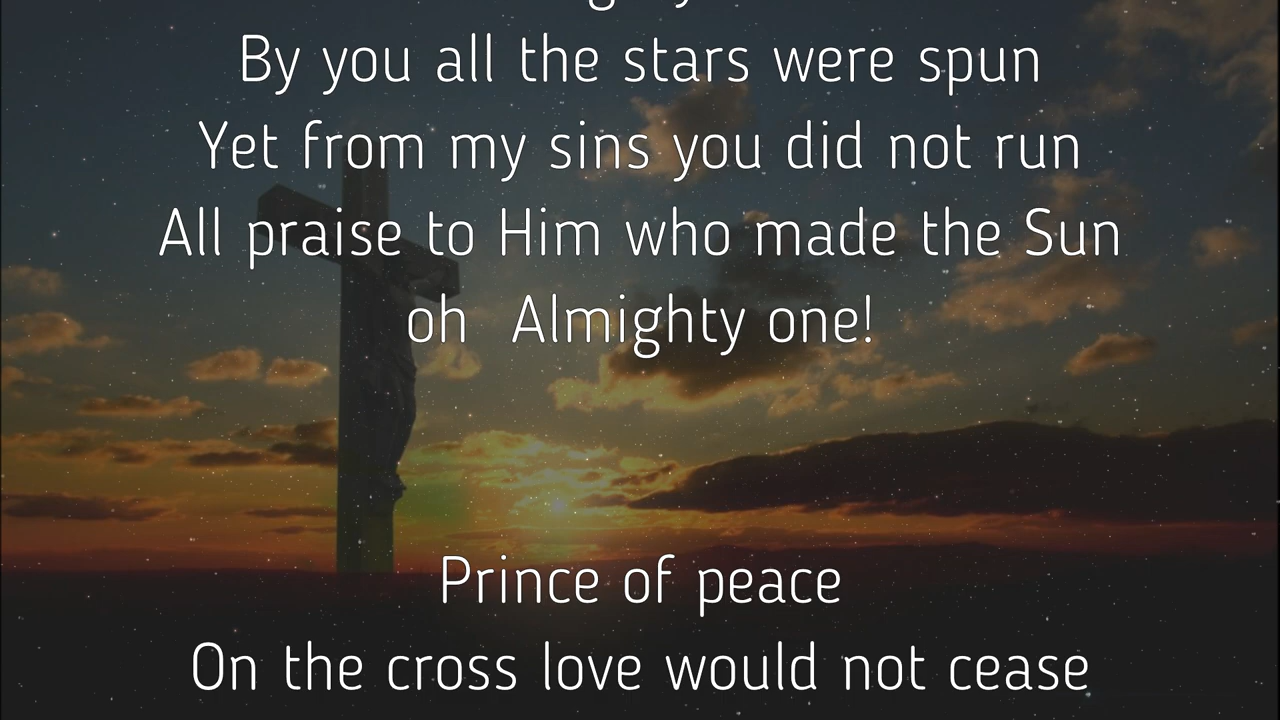 By you all the stars were spun
Yet from my sins you did not run
All praise to Him who made the Sun
oh Almighty one!
Prince of peace
On the cross love would not cease